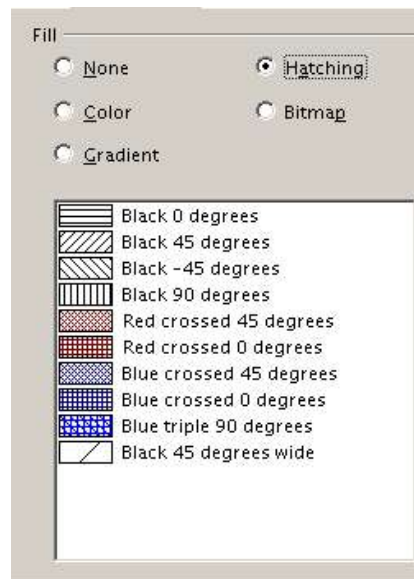 Fill
None Hatching
Color Bitmap
Gradient
Black 0 degrees
Black 45 degrees
Black -45 degrees
Black 90 degrees
Red crossed 45 degrees
Red crossed 0 degrees
Blue crossed 45 degrees
Blue crossed 0 degrees
Blue triple 90 degrees
Black 45 degrees wide